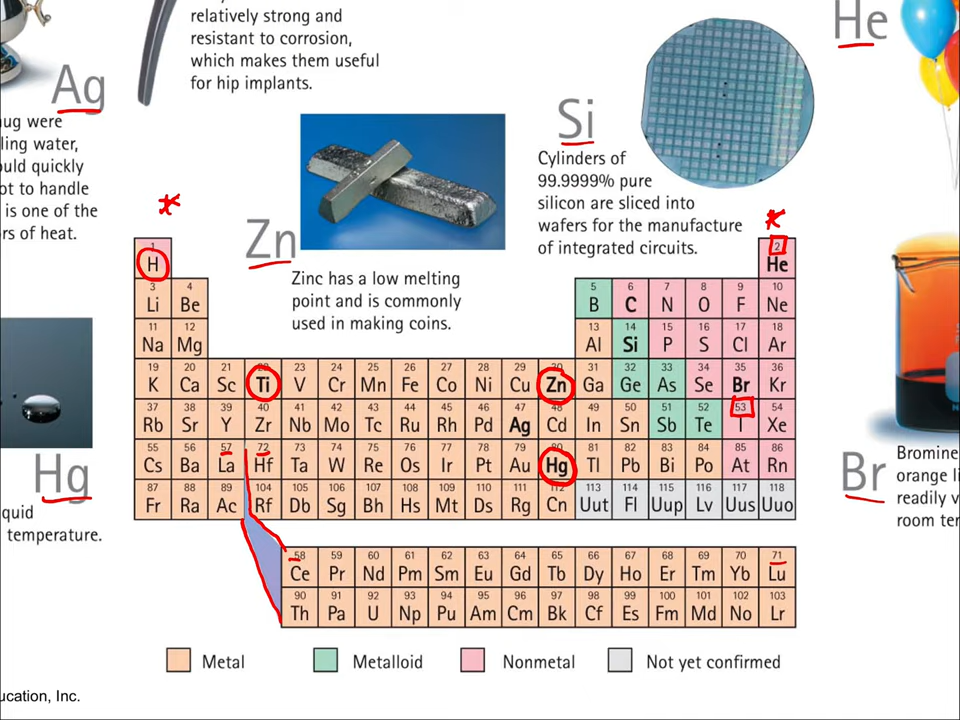 relatively strong and
resistant to corrosion,
which makes them useful
for hip implants.
He
Ag
ug were
ling water,
ould quickly
ot to handle
is one of the
rs of heat.
Si
Cylinders of
99.9999% pure
silicon are sliced into
wafers for the manufacture
of integrated circuits.
Zn
Zinc has a low melting
point and is commonly
used in making coins.
Hg
quid
temperature.
Br
Bromine
orange li
readily v
room ter
1 2
H He
3 4 5 6 7 8 9 10
Li Be B C N O F Ne
11 12 13 14 15 16 17 18
Na Mg Al Si P S Cl Ar
19 20 21 22 23 24 25 26 27 28 29 30 31 32 33 34 35 36
K Ca Sc Ti V Cr Mn Fe Co Ni Cu Zn Ga Ge As Se Br Kr
37 38 39 40 41 42 43 44 45 46 47 48 49 50 51 52 53 54
Rb Sr Y Zr Nb Mo Tc Ru Rh Pd Ag Cd In Sn Sb Te I Xe
55 56 57 72 73 74 75 76 77 78 79 80 81 82 83 84 85 86
Cs Ba La Hf Ta W Re Os Ir Pt Au Hg Tl Pb Bi Po At Rn
87 88 89 104 105 106 107 108 109 110 111 112 113 114 115 116 117 118
Fr Ra Ac Rf Db Sg Bh Hs Mt Ds Rg Cn Uut Fl Uup Lv Uus Uuo
58 59 60 61 62 63 64 65 66 67 68 69 70 71
Ce Pr Nd Pm Sm Eu Gd Tb Dy Ho Er Tm Yb Lu
90 91 92 93 94 95 96 97 98 99 100 101 102 103
Th Pa U Np Pu Am Cm Bk Cf Es Fm Md No Lr
Metal Metalloid Nonmetal Not yet confirmed
ucation, Inc.